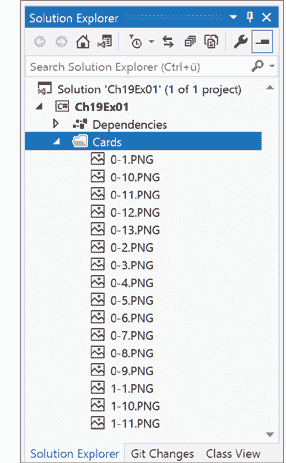 Solution Explorer
Search Solution Explorer (Ctrl+ü)
Solution 'Ch19Ex01' (1 of 1 project)
C# Ch19Ex01
Dependencies
Cards
0-1.PNG
0-10.PNG
0-11.PNG
0-12.PNG
0-13.PNG
0-2.PNG
0-3.PNG
0-4.PNG
0-5.PNG
0-6.PNG
0-7.PNG
0-8.PNG
0-9.PNG
1-1.PNG
1-10.PNG
1-11.PNG
Solution Explorer Git Changes Class View